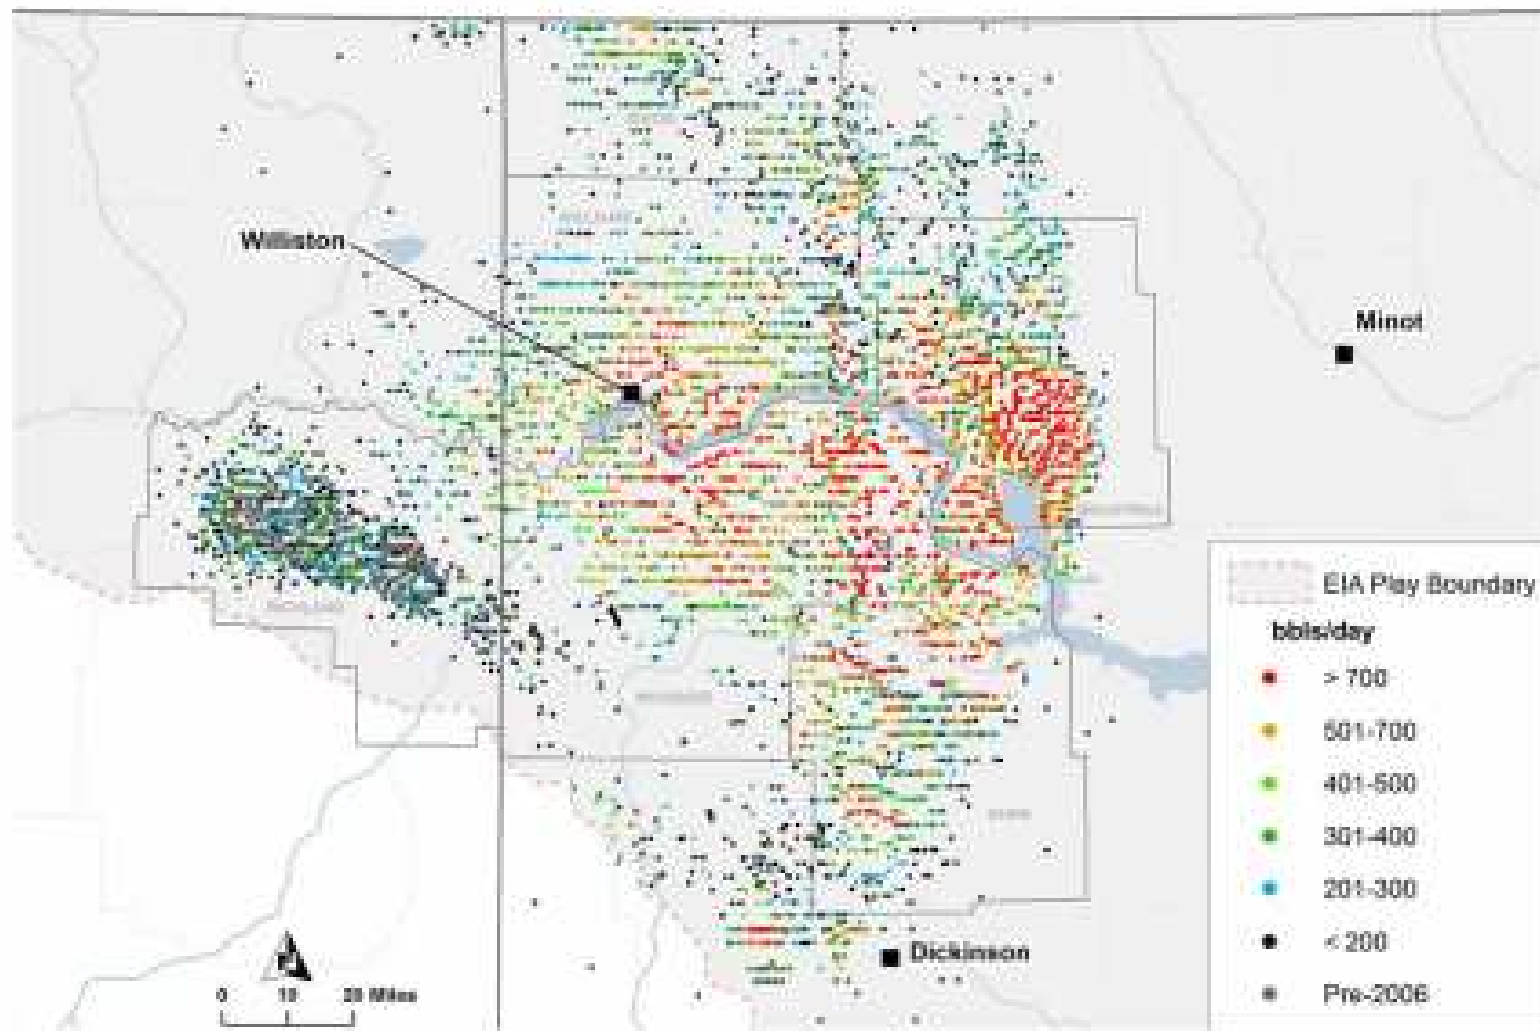 Williston
Minot
EIA Play Boundary
bbls/day
> 700
501-700
401-500
301-400
201-300
< 200
Pre-2006
Dickinson
0 10 20 Miles